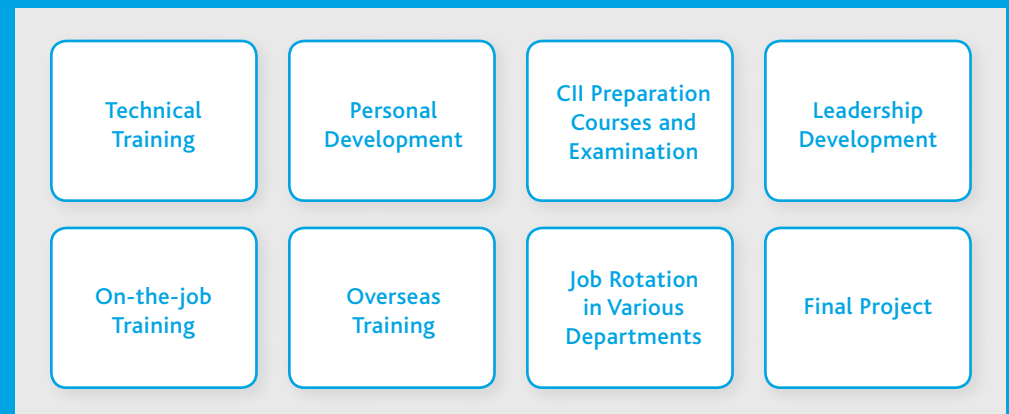 Technical
Training
Personal
Development
CII Preparation
Courses and
Examination
Leadership
Development
On-the-job
Training
Overseas
Training
Job Rotation
in Various
Departments
Final Project